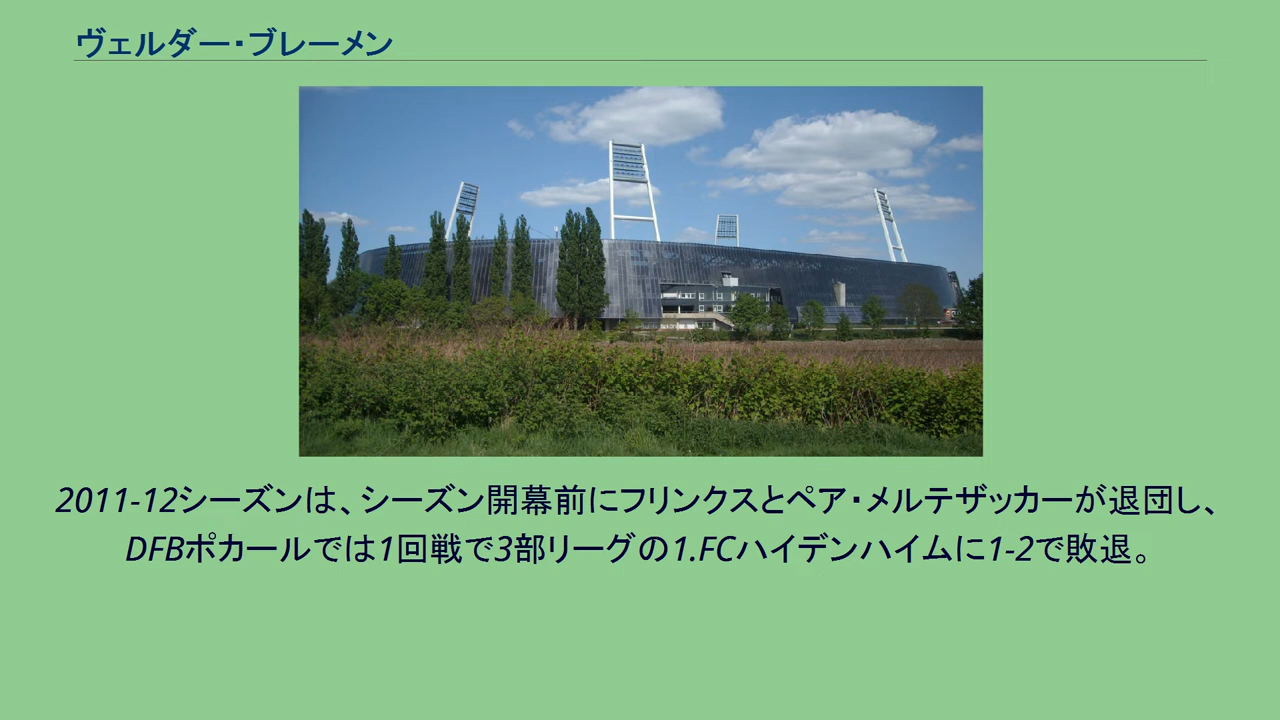 ヴェルダー・ブレーメン
2011-12シーズンは、シーズン開幕前にフリンクスとペア・メルテザッカーが退団し、
DFBポカールでは1回戦で3部リーグの1.FCハイデンハイムに1-2で敗退。